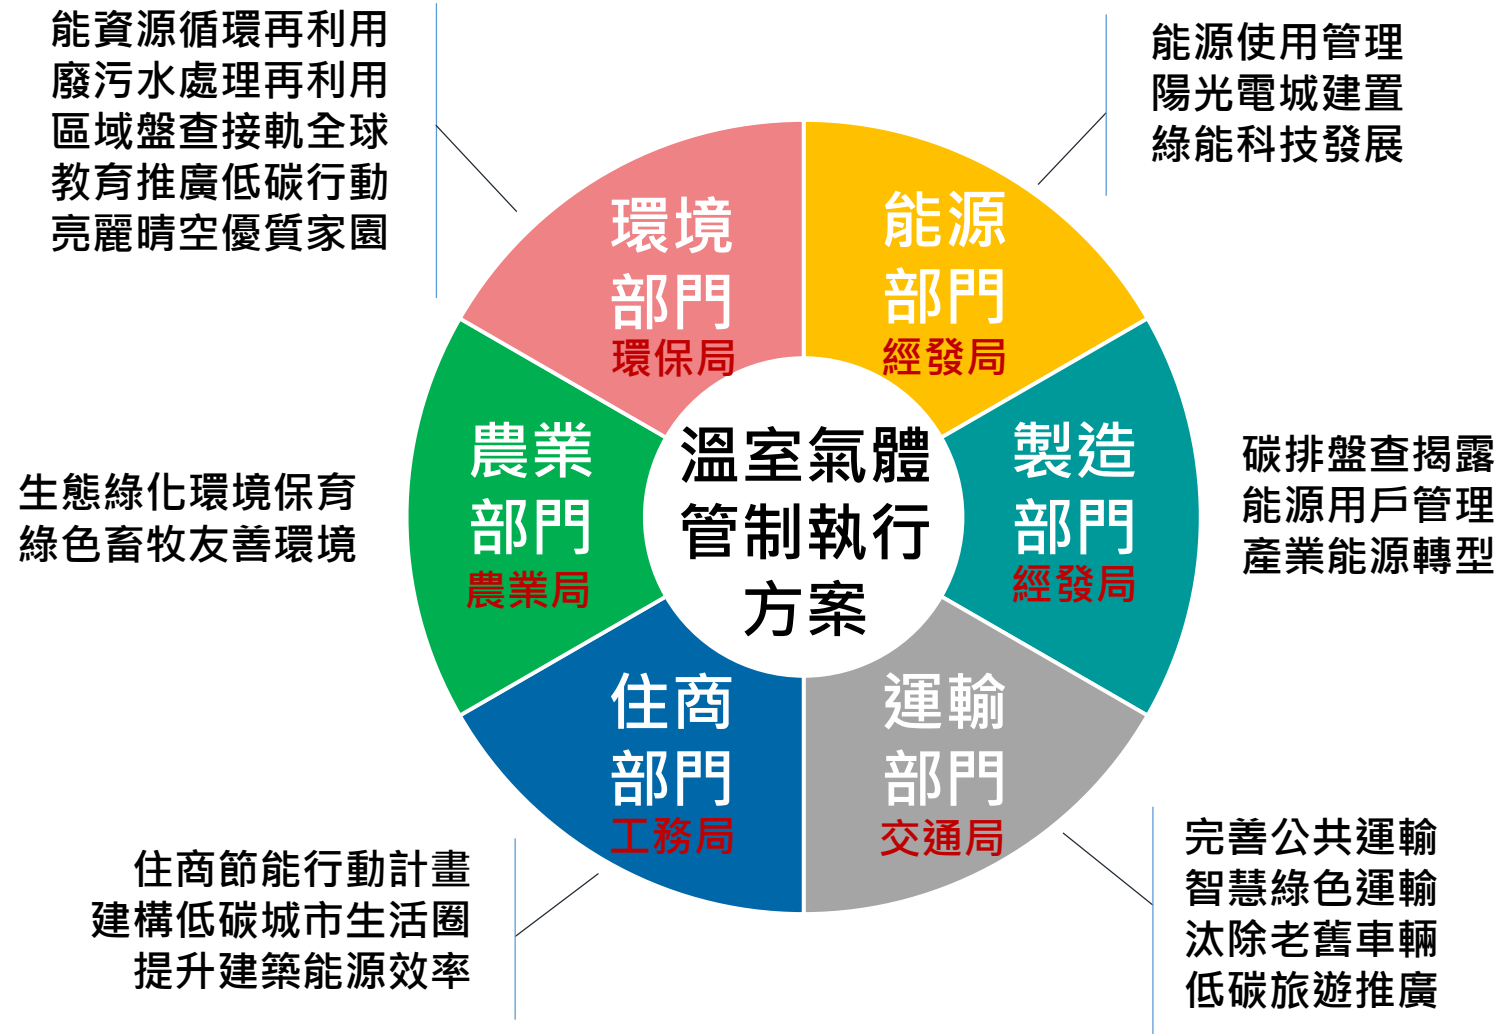 能資源循環再利用
廢污水處理再利用
區域盤查接軌全球
教育推廣低碳行動
亮麗晴空優質家園
能源使用管理
陽光電城建置
綠能科技發展
環境
部門
環保局
能源
部門
經發局
農業
部門
農業局
溫室氣體
管制執行
方案
製造
部門
經發局
生態綠化環境保育
綠色畜牧友善環境
碳排盤查揭露
能源用戶管理
產業能源轉型
住商
部門
工務局
運輸
部門
交通局
住商節能行動計畫
建構低碳城市生活圈
提升建築能源效率
完善公共運輸
智慧綠色運輸
汰除老舊車輛
低碳旅遊推廣